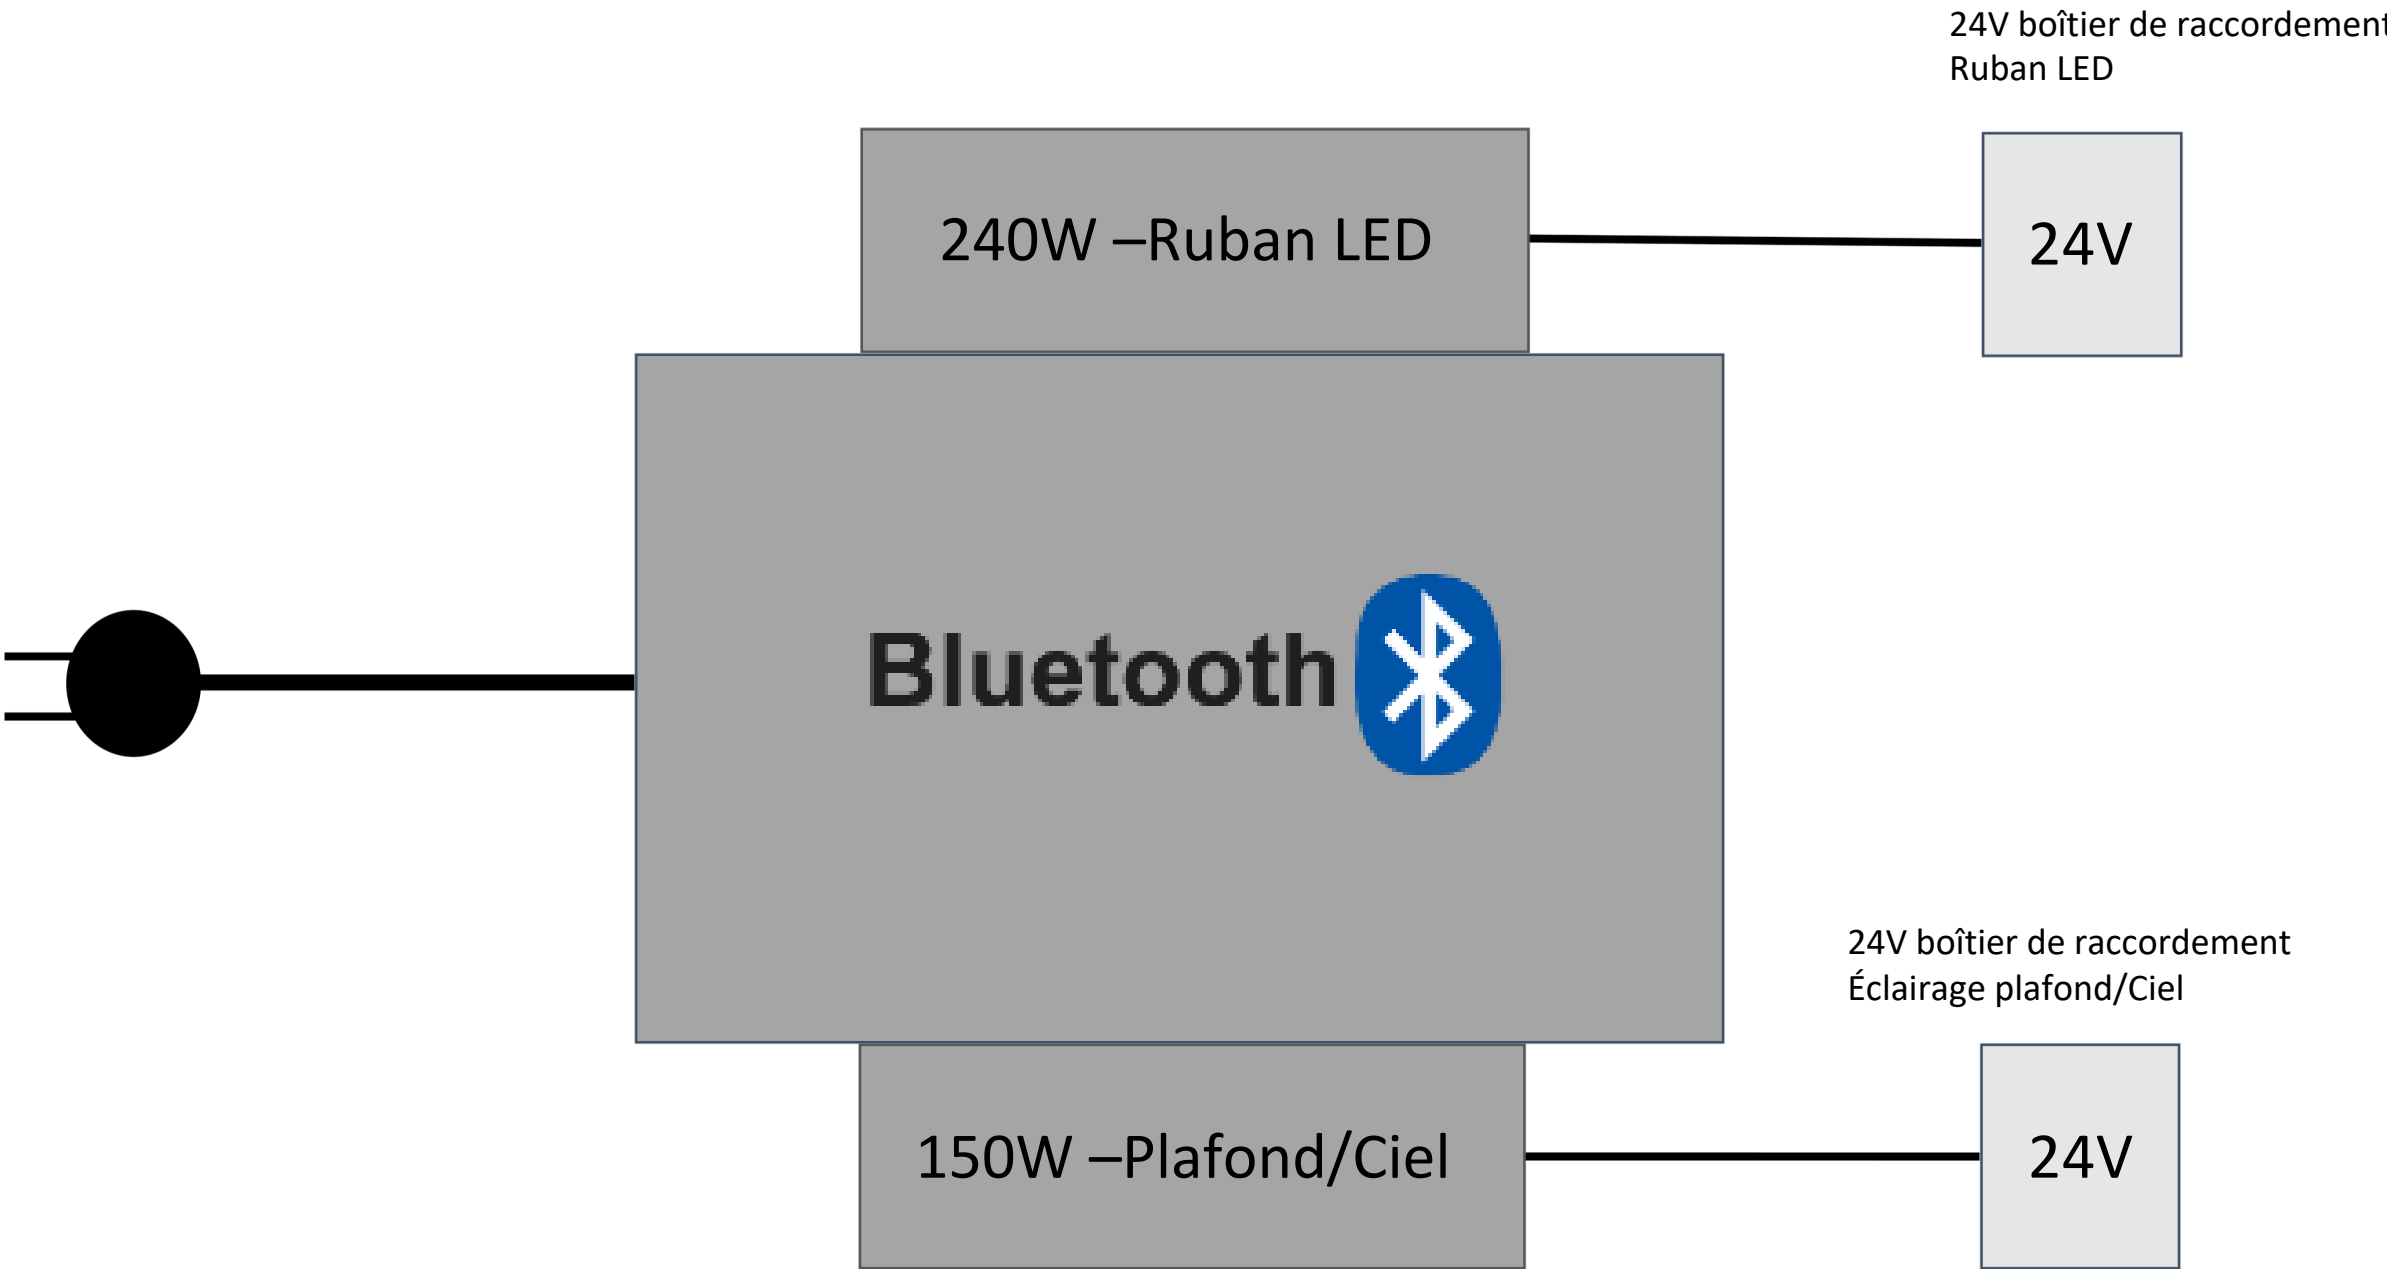 24V boîtier de raccordement
Ruban LED
240W –Ruban LED
24V
Bluetooth
24V boîtier de raccordement
Éclairage plafond/Ciel
150W –Plafond/Ciel
24V